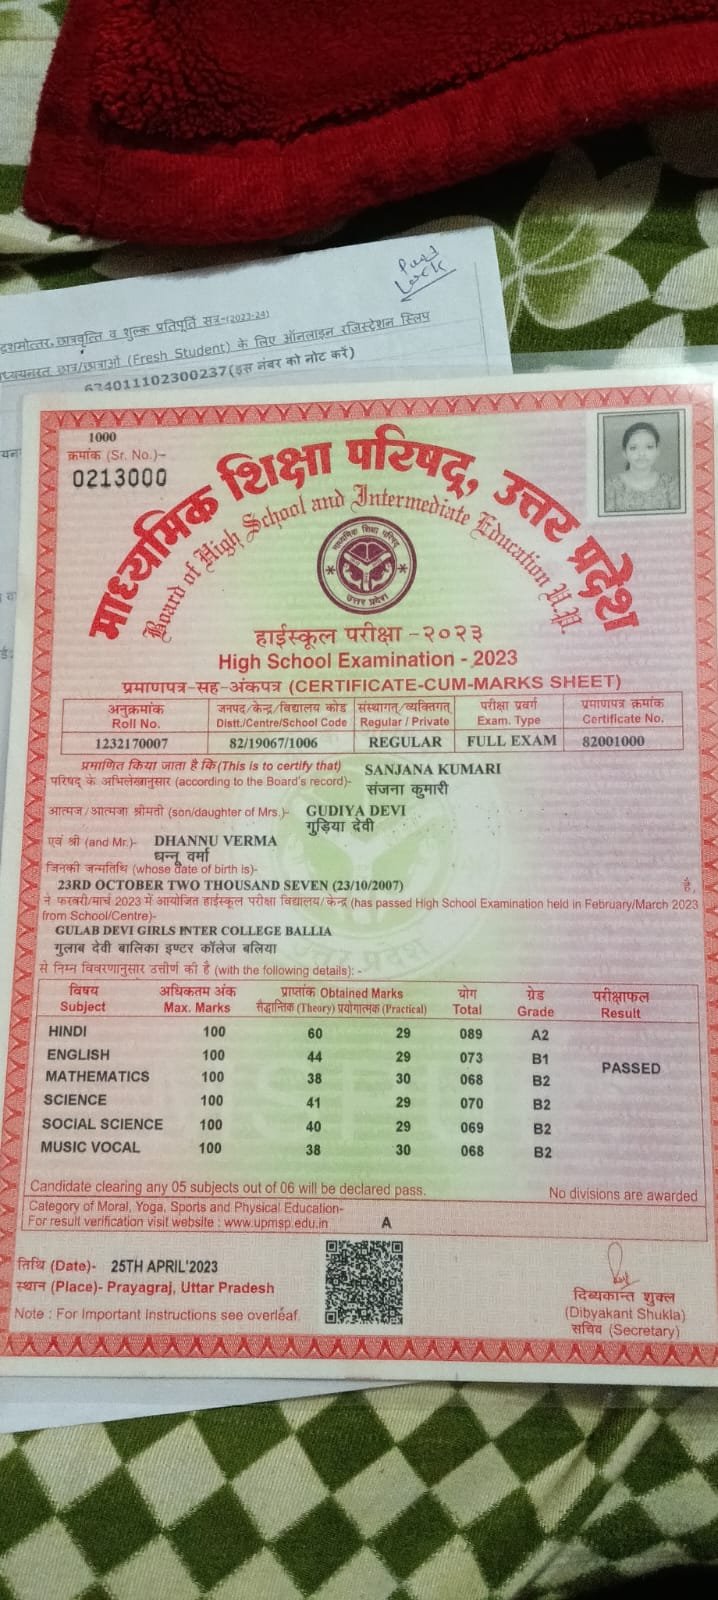 Post
Lock
दशमोत्तर, छात्रवृत्ति व शुल्क प्रतिपूर्ति सत्र-(2023-24)
ध्ययनरत छात्र/छात्राओं (Fresh Student) के लिए ऑनलाइन रजिस्ट्रेशन स्लिप
674011102300237(इस नंबर को नोट करें)
1000
क्रमांक (Sr. No.)-
0213000
माध्यमिक शिक्षा परिषद्, उत्तर प्रदेश
Board of High School and Intermediate Education U.P.
माध्यमिक शिक्षा परिषद्
उत्तर प्रदेश
हाईस्कूल परीक्षा -२०२३
High School Examination - 2023
प्रमाणपत्र-सह-अंकपत्र (CERTIFICATE-CUM-MARKS SHEET)
अनुक्रमांक जनपद/केन्द्र/विद्यालय कोड संस्थागत/व्यक्तिगत परीक्षा प्रवर्ग प्रमाणपत्र क्रमांक
Roll No. Distt./Centre/School Code Regular / Private Exam. Type Certificate No.
1232170007 82/19067/1006 REGULAR FULL EXAM 82001000
प्रमाणित किया जाता है कि(This is to certify that) SANJANA KUMARI
परिषद् के अभिलेखानुसार (according to the Board's record)- संजना कुमारी
आत्मज/आत्मजा श्रीमती (son/daughter of Mrs.)- GUDIYA DEVI
गुड़िया देवी
एवं श्री (and Mr.)- DHANNU VERMA
धन्नू वर्मा
जिनकी जन्मतिथि (whose date of birth is)-
23RD OCTOBER TWO THOUSAND SEVEN (23/10/2007) है,
ने फरवरी/मार्च 2023 में आयोजित हाईस्कूल परीक्षा विद्यालय/केन्द्र (has passed High School Examination held in February/March 2023
from School/Centre)-
GULAB DEVI GIRLS INTER COLLEGE BALLIA
गुलाब देवी बालिका इण्टर कॉलेज बलिया
से निम्न विवरणानुसार उत्तीर्ण की है (with the following details): -
विषय अधिकतम अंक प्राप्तांक Obtained Marks योग ग्रेड परीक्षाफल
Subject Max. Marks सैद्धान्तिक (Theory) प्रयोगात्मक (Practical) Total Grade Result
HINDI 100 60 29 089 A2
ENGLISH 100 44 29 073 B1 PASSED
MATHEMATICS 100 38 30 068 B2
SCIENCE 100 41 29 070 B2
SOCIAL SCIENCE 100 40 29 069 B2
MUSIC VOCAL 100 38 30 068 B2
Candidate clearing any 05 subjects out of 06 will be declared pass. No divisions are awarded
Category of Moral, Yoga, Sports and Physical Education-
For result verification visit website : www.upmsp.edu.in A
तिथि (Date)- 25TH APRIL'2023
स्थान (Place)- Prayagraj, Uttar Pradesh
Note : For Important Instructions see overleaf.
दिब्यकान्त शुक्ल
(Dibyakant Shukla)
सचिव (Secretary)